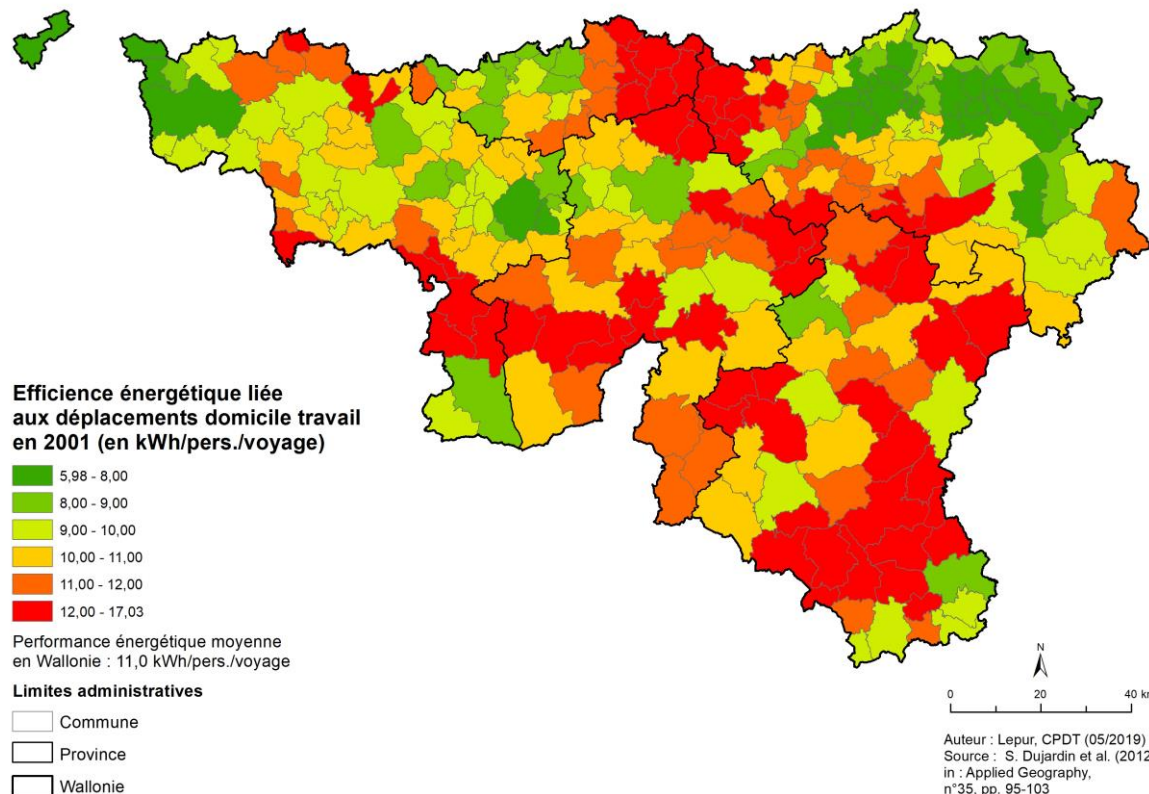 Efficience énergétique liée
aux déplacements domicile travail
en 2001 (en kWh/pers./voyage)
5,98 - 8,00
8,00 - 9,00
9,00 - 10,00
10,00 - 11,00
11,00 - 12,00
12,00 - 17,03
Performance énergétique moyenne
en Wallonie : 11,0 kWh/pers./voyage
Limites administratives
Commune
Province
Wallonie
N
0 20 40 km
Auteur : Lepur, CPDT (05/2019)
Source : S. Dujardin et al. (2012
in : Applied Geography,
n°35, pp. 95-103